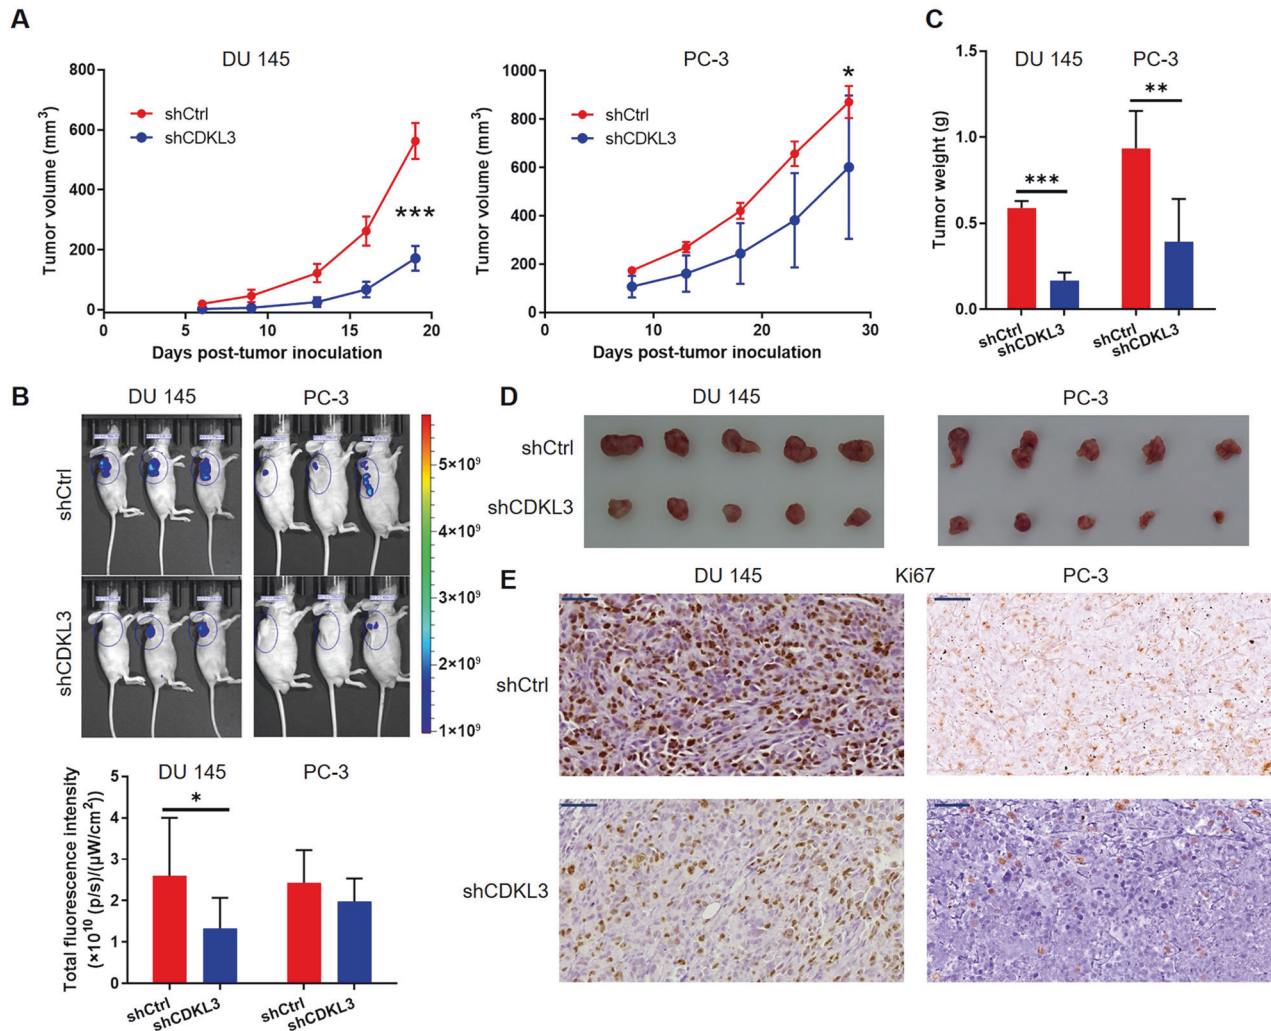 A
DU 145
800
600
400
200
0
0
5
10
15
20
Tumor volume (mm³)
Days post-tumor inoculation
shCtrl
shCDKL3
***
PC-3
1000
800
600
400
200
0
0
10
20
30
Tumor volume (mm³)
Days post-tumor inoculation
shCtrl
shCDKL3
*
C
DU 145
PC-3
1.5
1.0
0.5
0.0
Tumor weight (g)
***
**
shCtrl
shCDKL3
shCtrl
shCDKL3
B
DU 145
PC-3
shCtrl
shCDKL3
5×10⁹
4×10⁹
3×10⁹
2×10⁹
1×10⁹
DU 145
PC-3
5
4
3
2
1
0
Total fluorescence intensity
(×10¹⁰ (p/s)/(μW/cm²))
*
shCtrl
shCDKL3
shCtrl
shCDKL3
D
DU 145
PC-3
shCtrl
shCDKL3
E
DU 145
Ki67
PC-3
shCtrl
shCDKL3